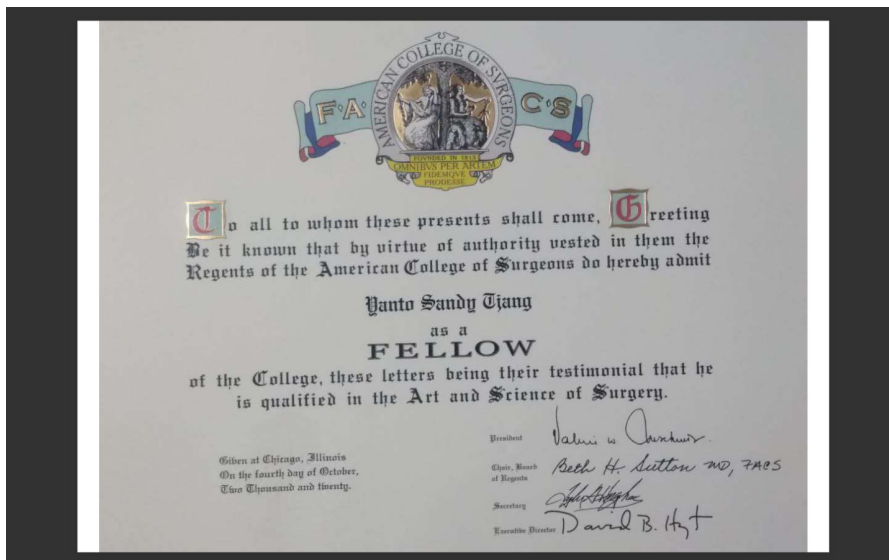 AMERICAN COLLEGE OF SVRGEONS
F·A·C·S
FOVNDED IN 1913
OMNIBVS PER ARTEM
FIDEMQVE
PRODESSE
To all to whom these presents shall come, Greeting
Be it known that by virtue of authority vested in them the
Regents of the American College of Surgeons do hereby admit
Yanto Sandy Tjang
as a
FELLOW
of the College, these letters being their testimonial that he
is qualified in the Art and Science of Surgery.
Given at Chicago, Illinois
On the fourth day of October,
Two Thousand and twenty.
President Valerie W
Chair, Board Beth H. Sutton MD, FACS
of Regents
Secretary
Executive Director David B. Hoyt